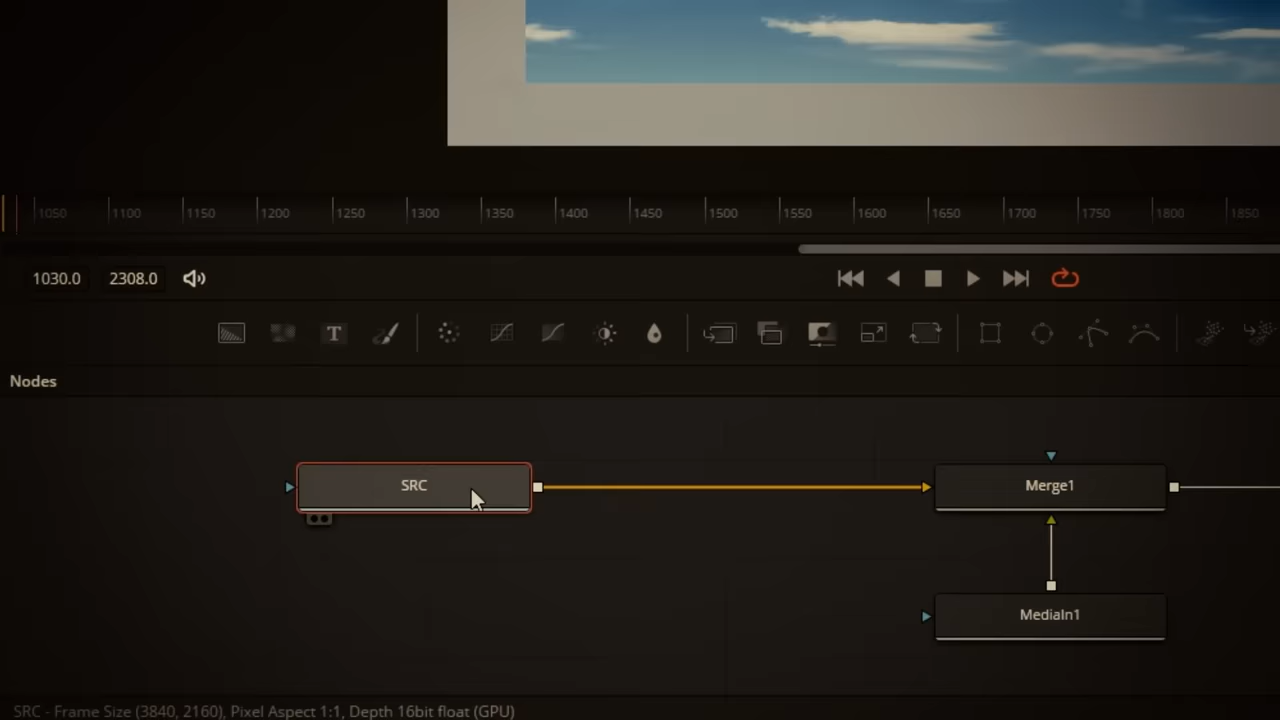 1050 1100 1150 1200 1250 1300 1350 1400 1450 1500 1550 1600 1650 1700 1750 1800 1850
1030.0 2308.0
T
Nodes
SRC Merge1
MediaIn1
SRC - Frame Size (3840, 2160), Pixel Aspect 1:1, Depth 16bit float (GPU)